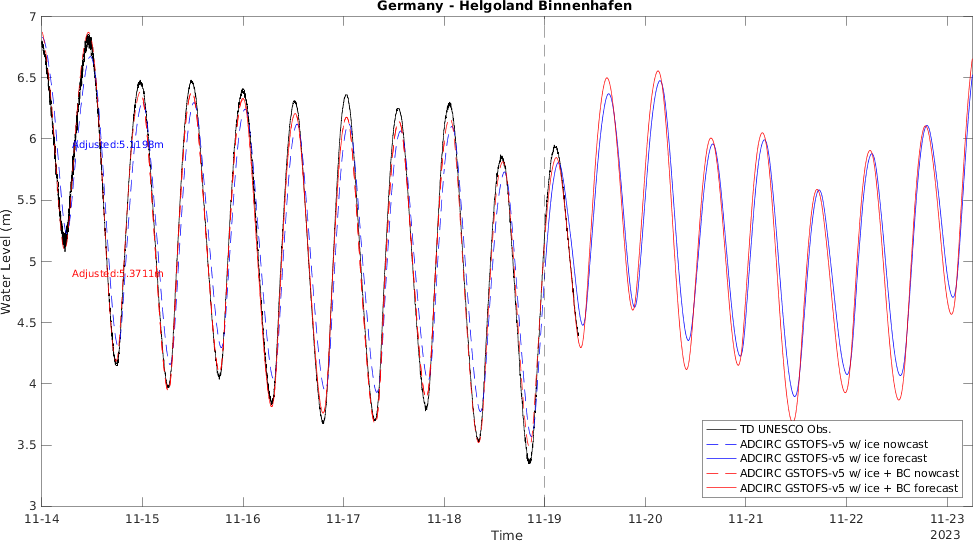 Germany - Helgoland Binnenhafen
7
6.5
6
5.5
5
4.5
4
3.5
3
Water Level (m)
Adjusted:5.1198m
Adjusted:5.3711m
TD UNESCO Obs.
ADCIRC GSTOFS-v5 w/ ice nowcast
ADCIRC GSTOFS-v5 w/ ice forecast
ADCIRC GSTOFS-v5 w/ ice + BC nowcast
ADCIRC GSTOFS-v5 w/ ice + BC forecast
11-14 11-15 11-16 11-17 11-18 11-19 11-20 11-21 11-22 11-23
Time
2023